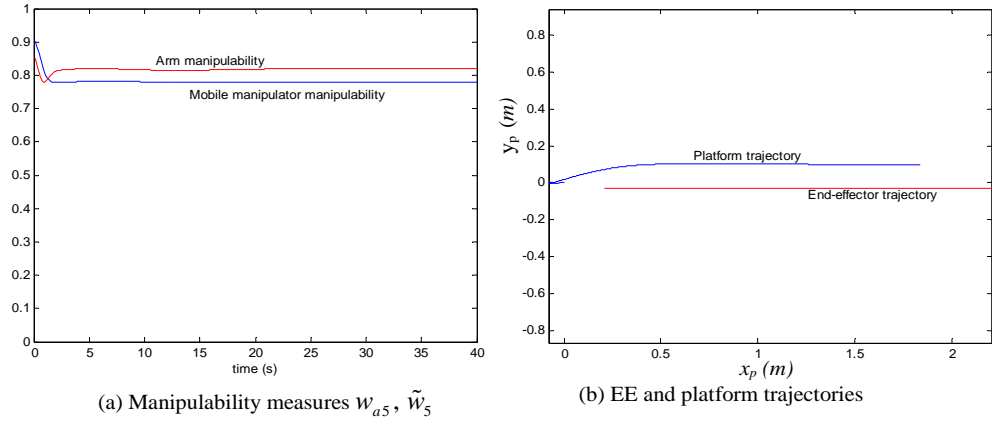 1
0.9
0.8
0.7
0.6
0.5
0.4
0.3
0.2
0.1
0
Arm manipulability
Mobile manipulator manipulability
0 5 10 15 20 25 30 35 40
time (s)
(a) Manipulability measures w_{a5}, w̃_5
y_p (m)
0.8
0.6
0.4
0.2
0
-0.2
-0.4
-0.6
-0.8
Platform trajectory
End-effector trajectory
0 0.5 1 1.5 2
x_p (m)
(b) EE and platform trajectories